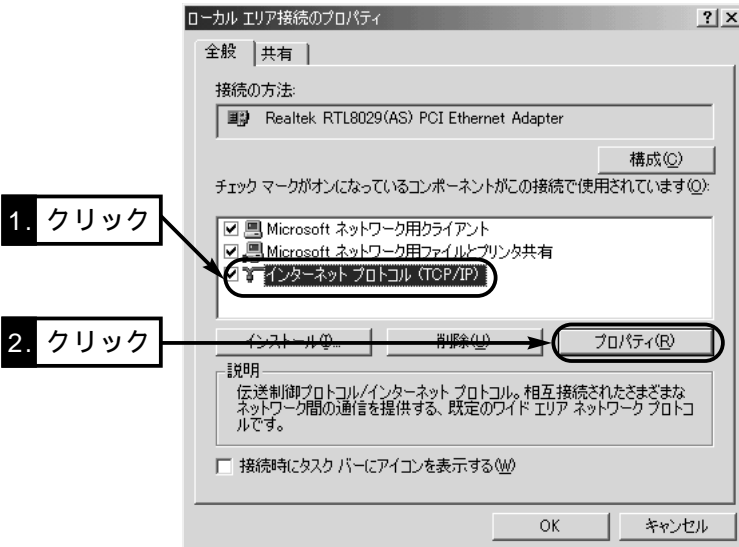 ローカル エリア接続のプロパティ
全般
共有
接続の方法:
Realtek RTL8029(AS) PCI Ethernet Adapter
構成(C)
チェック マークがオンになっているコンポーネントがこの接続で使用されています(O):
1. クリック
Microsoft ネットワーク用クライアント
Microsoft ネットワーク用ファイルとプリンタ共有
インターネット プロトコル (TCP/IP)
2. クリック
インストール(I)...
削除(U)
プロパティ(R)
説明
伝送制御プロトコル/インターネット プロトコル。相互接続されたさまざまな
ネットワーク間の通信を提供する、既定のワイド エリア ネットワーク プロトコ
ルです。
接続時にタスク バーにアイコンを表示する(W)
OK
キャンセル